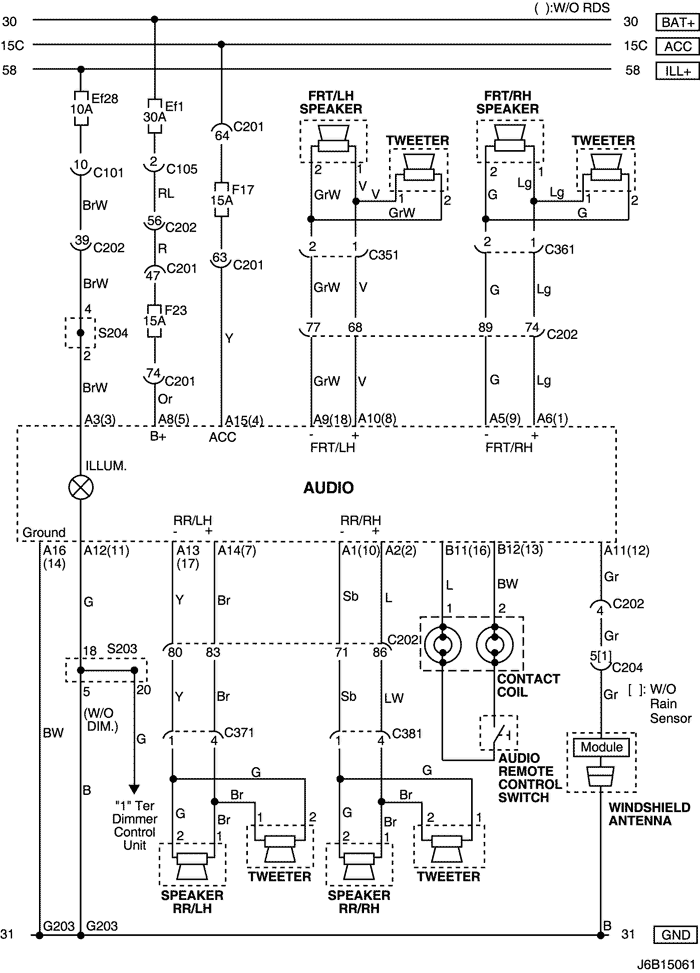 ( ):W/O RDS
30
30
BAT+
15C
15C
ACC
58
58
ILL+
Ef28
10A
Ef1
30A
64
C201
FRT/LH
SPEAKER
TWEETER
FRT/RH
SPEAKER
TWEETER
10
C101
2
C105
F17
15A
2
1
GrW
V
V
1
2
GrW
2
1
G
Lg
Lg
1
2
G
BrW
RL
39
C202
56
C202
R
63
C201
47
C201
2
1
C351
2
1
C361
BrW
GrW
V
G
Lg
4
S204
2
F23
15A
Y
77
68
89
74
C202
74
C201
BrW
Or
GrW
V
G
Lg
A3(3)
A8(5)
A15(4)
A9(18)
A10(8)
A5(9)
A6(1)
B+
ACC
-
+
FRT/LH
-
+
FRT/RH
ILLUM.
AUDIO
Ground
RR/LH
-
+
RR/RH
-
+
A16
(14)
A12(11)
A13
(17)
A14(7)
A1(10)
A2(2)
B11(16)
B12(13)
A11(12)
G
Y
Br
Sb
L
L
BW
Gr
1
2
4
C202
Gr
18
S203
80
83
71
86
C202
5[1]
C204
5
20
CONTACT
COIL
(W/O
DIM.)
Y
Br
Sb
LW
Gr
[ ]: W/O
Rain
Sensor
BW
G
1
4
C371
1
4
C381
AUDIO
REMOTE
CONTROL
SWITCH
Module
WINDSHIELD
ANTENNA
B
G
Br
G
Br
"1" Ter
Dimmer
Control
Unit
G
Br
1
2
G
Br
1
2
2
1
2
1
TWEETER
TWEETER
SPEAKER
RR/LH
SPEAKER
RR/RH
31
G203
G203
B
31
GND
J6B15061